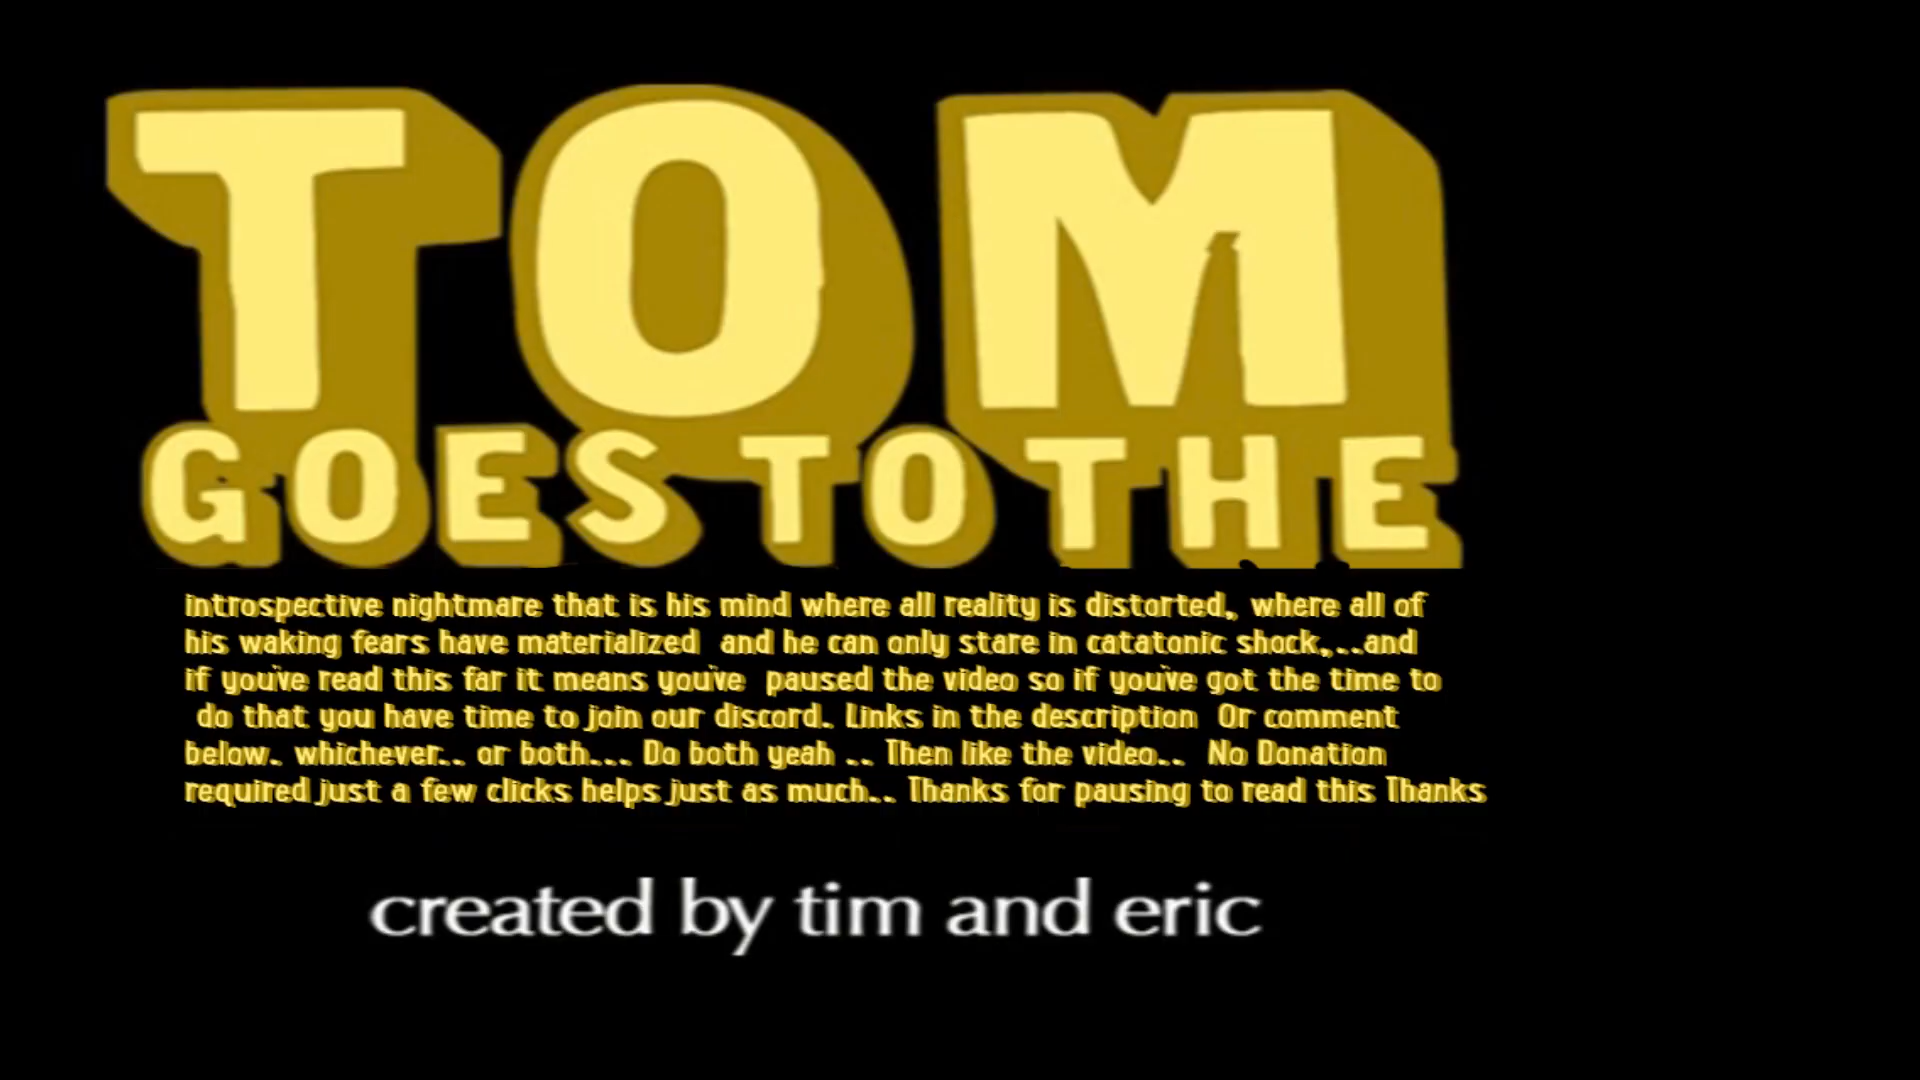 TOM
GOES TO THE
introspective nightmare that is his mind where all reality is distorted, where all of
his waking fears have materialized and he can only stare in catatonic shock,...and
if you've read this far it means you've paused the video so if you've got the time to
do that you have time to join our discord. Links in the description Or comment
below. whichever.. or both... Do both yeah .. Then like the video.. No Donation
required just a few clicks helps just as much.. Thanks for pausing to read this Thanks
created by tim and eric